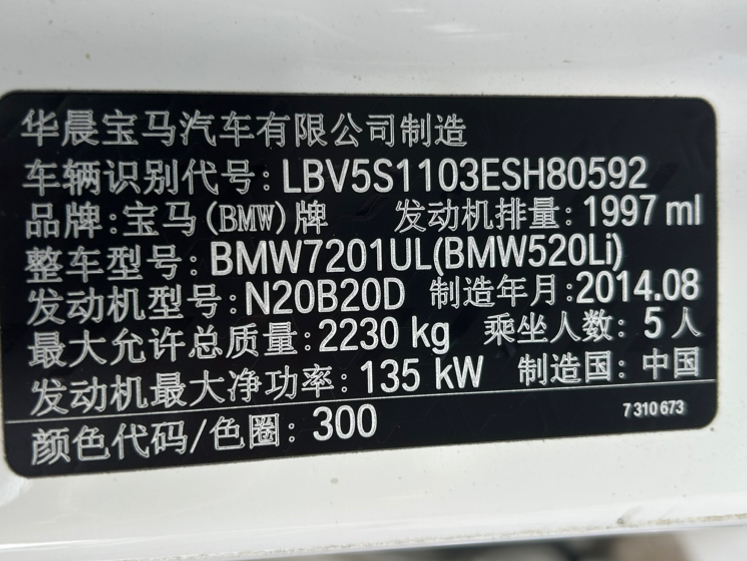 华晨宝马汽车有限公司制造
车辆识别代号: LBV5S1103ESH80592
品牌: 宝马(BMW)牌 发动机排量: 1997 ml
整车型号: BMW7201UL(BMW520Li)
发动机型号: N20B20D 制造年月: 2014.08
最大允许总质量: 2230 kg 乘坐人数: 5 人
发动机最大净功率: 135 kW 制造国: 中国
颜色代码/色圈: 300 7 310 673